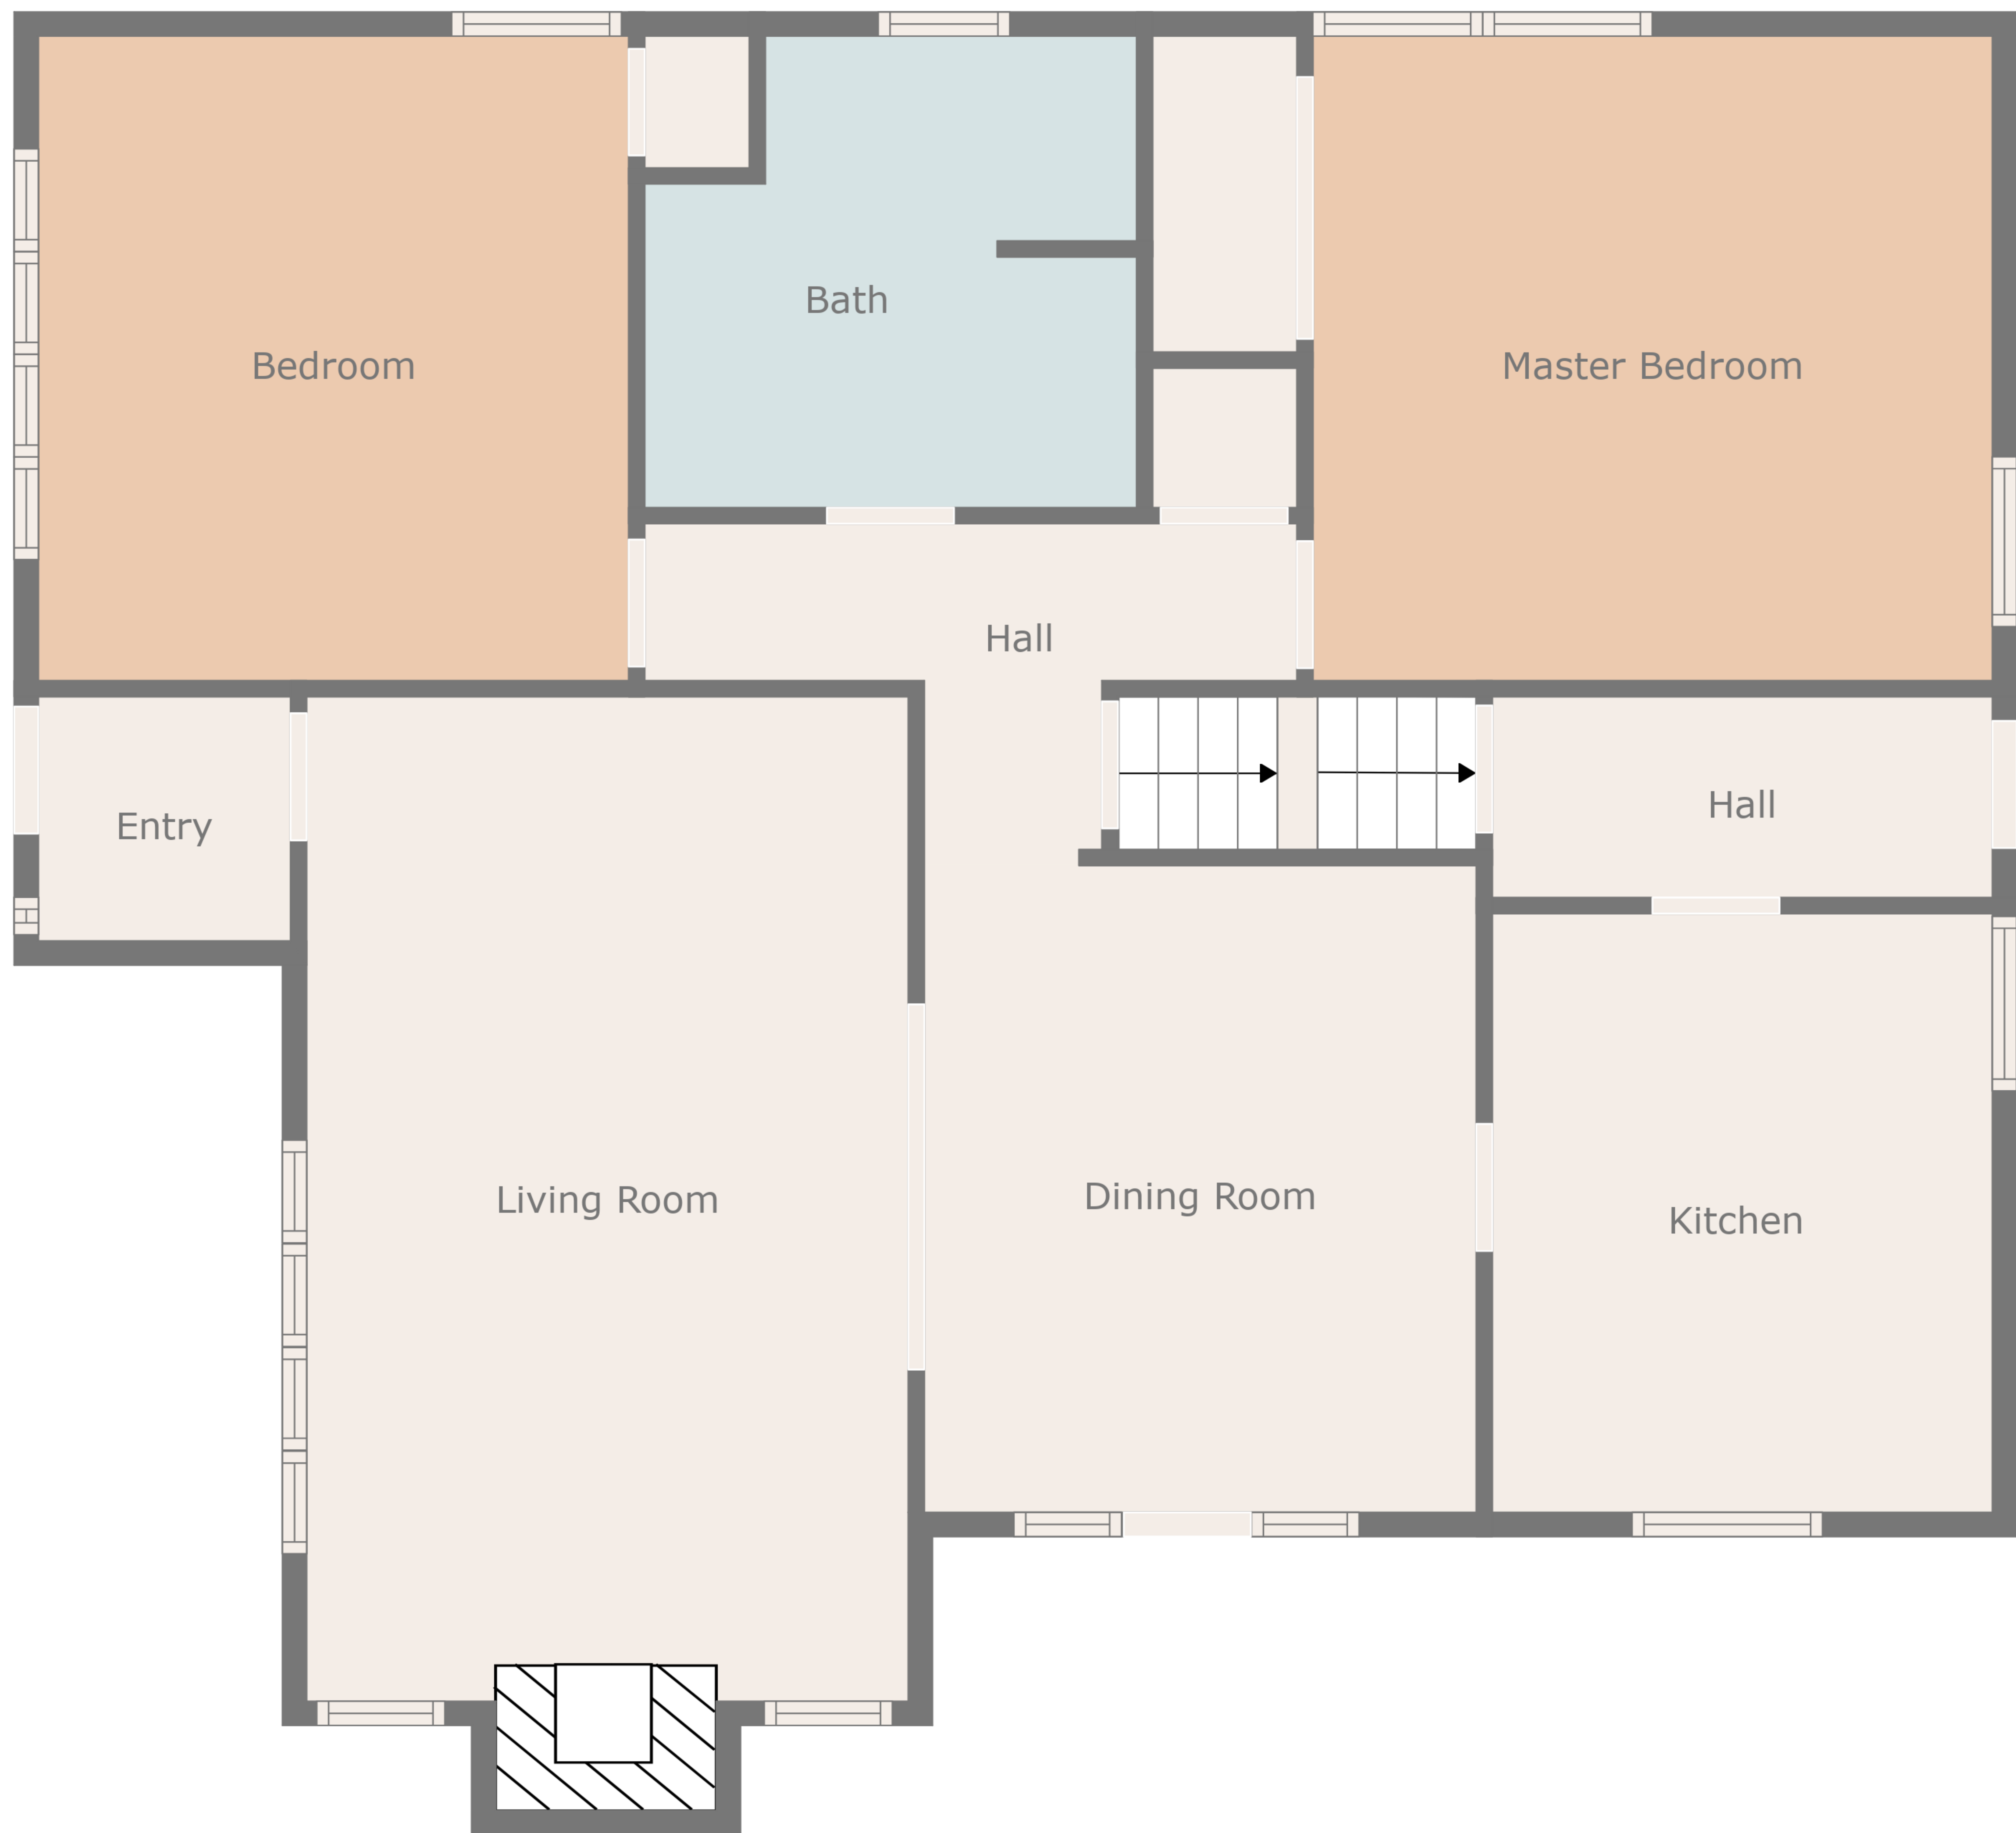 Bath
Bedroom
Master Bedroom
Hall
Entry
Hall
Living Room
Dining Room
Kitchen